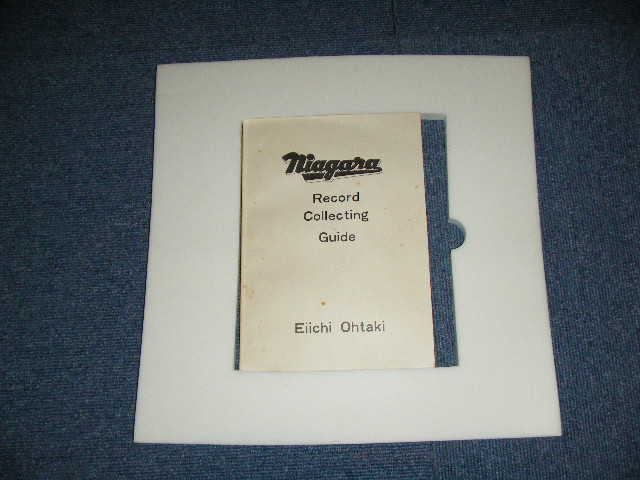 Niagara
Record
Collecting
Guide
Eiichi Ohtaki